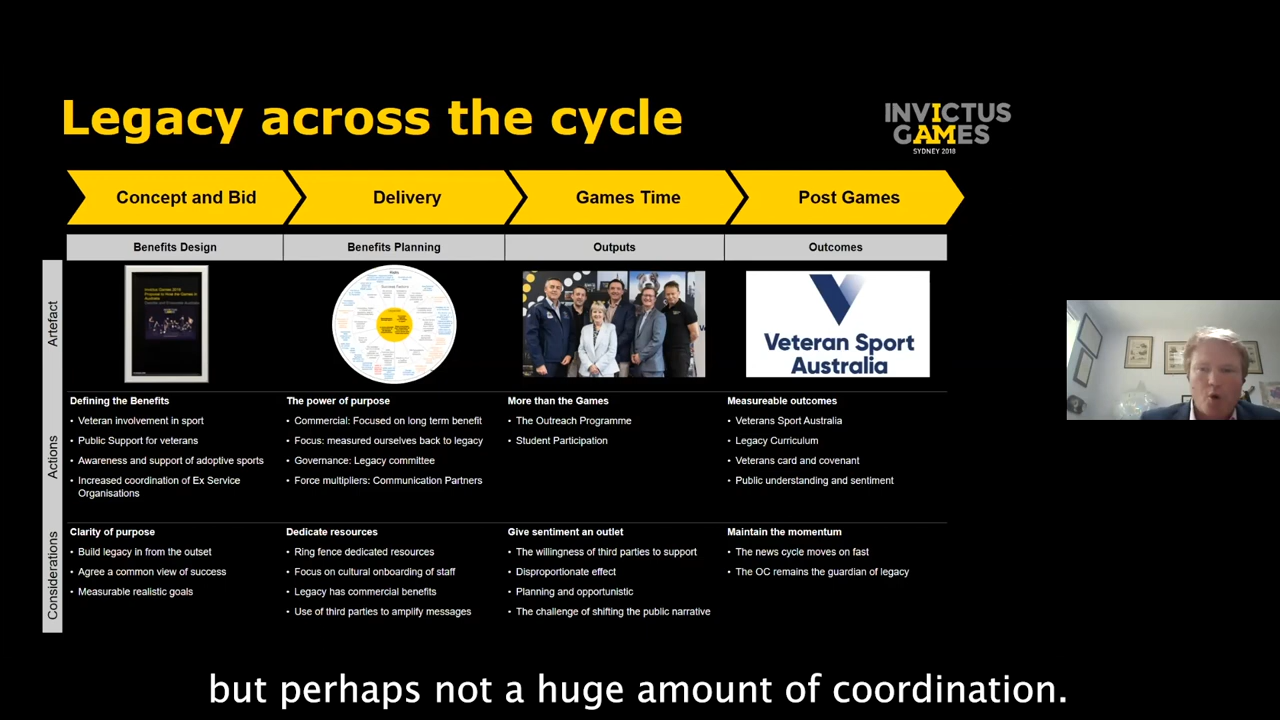 Legacy across the cycle
INVICTUS
GAMES
SYDNEY 2018
Concept and Bid
Delivery
Games Time
Post Games
Benefits Design
Benefits Planning
Outputs
Outcomes
Artefact
Veteran Sport
Australia
Actions
Defining the Benefits
• Veteran involvement in sport
• Public Support for veterans
• Awareness and support of adoptive sports
• Increased coordination of Ex Service
Organisations
The power of purpose
• Commercial: Focused on long term benefit
• Focus: measured ourselves back to legacy
• Governance: Legacy committee
• Force multipliers: Communication Partners
More than the Games
• The Outreach Programme
• Student Participation
Measureable outcomes
• Veterans Sport Australia
• Legacy Curriculum
• Veterans card and covenant
• Public understanding and sentiment
Considerations
Clarity of purpose
• Build legacy in from the outset
• Agree a common view of success
• Measurable realistic goals
Dedicate resources
• Ring fence dedicated resources
• Focus on cultural onboarding of staff
• Legacy has commercial benefits
• Use of third parties to amplify messages
Give sentiment an outlet
• The willingness of third parties to support
• Disproportionate effect
• Planning and opportunistic
• The challenge of shifting the public narrative
Maintain the momentum
• The news cycle moves on fast
• The OC remains the guardian of legacy
but perhaps not a huge amount of coordination.